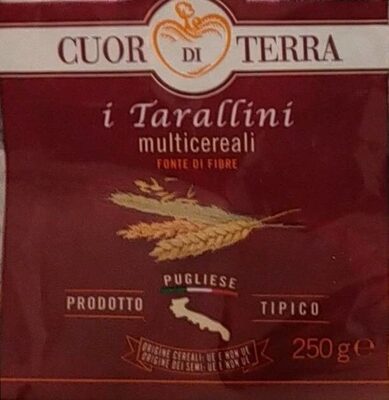 CUOR DI TERRA
i Tarallini
multicereali
FONTE DI FIBRE
PUGLIESE
PRODOTTO TIPICO
ORIGINE CEREALI: UE E NON UE
ORIGINE DEI SEMI: UE E NON UE
250 g e